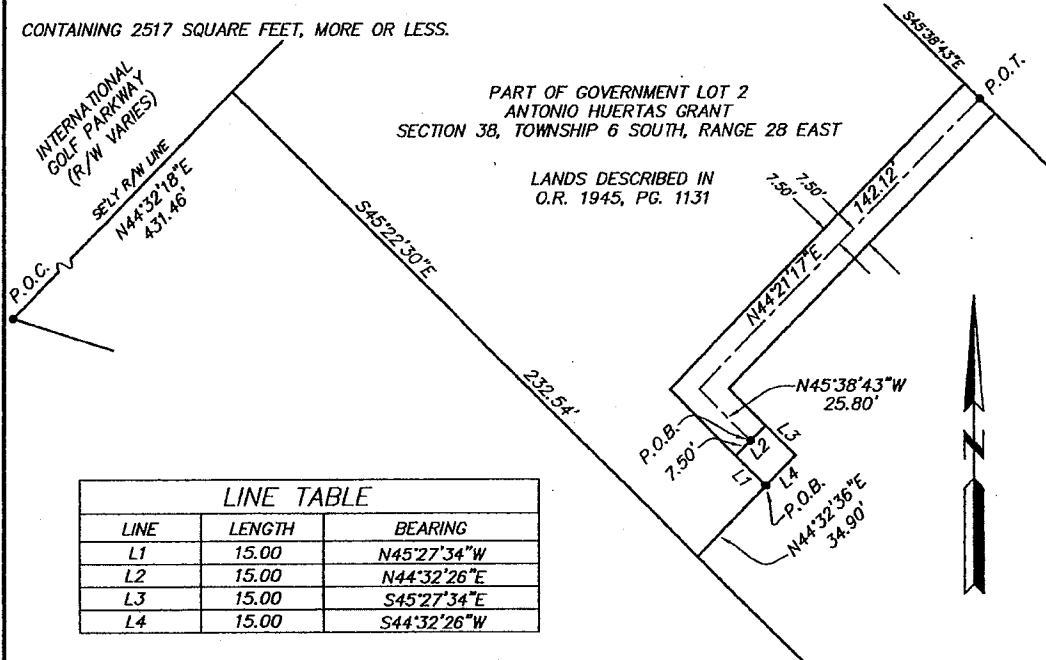 CONTAINING 2517 SQUARE FEET, MORE OR LESS.
INTERNATIONAL
GOLF PARKWAY
(R/W VARIES)
SE'LY R/W LINE
N44°32'18"E
431.46'
P.O.C.
PART OF GOVERNMENT LOT 2
ANTONIO HUERTAS GRANT
SECTION 38, TOWNSHIP 6 SOUTH, RANGE 28 EAST
LANDS DESCRIBED IN
O.R. 1945, PG. 1131
S45°38'43"E
P.O.T.
7.50'
7.50'
142.12'
N44°21'17"E
S45°22'30"E
232.54'
N45°38'43"W
25.80'
P.O.B.
7.50'
L2
L3
L1
L4
P.O.B.
N44°32'36"E
34.90'
N
LINE TABLE
LINE LENGTH BEARING
L1 15.00 N45°27'34"W
L2 15.00 N44°32'26"E
L3 15.00 S45°27'34"E
L4 15.00 S44°32'26"W